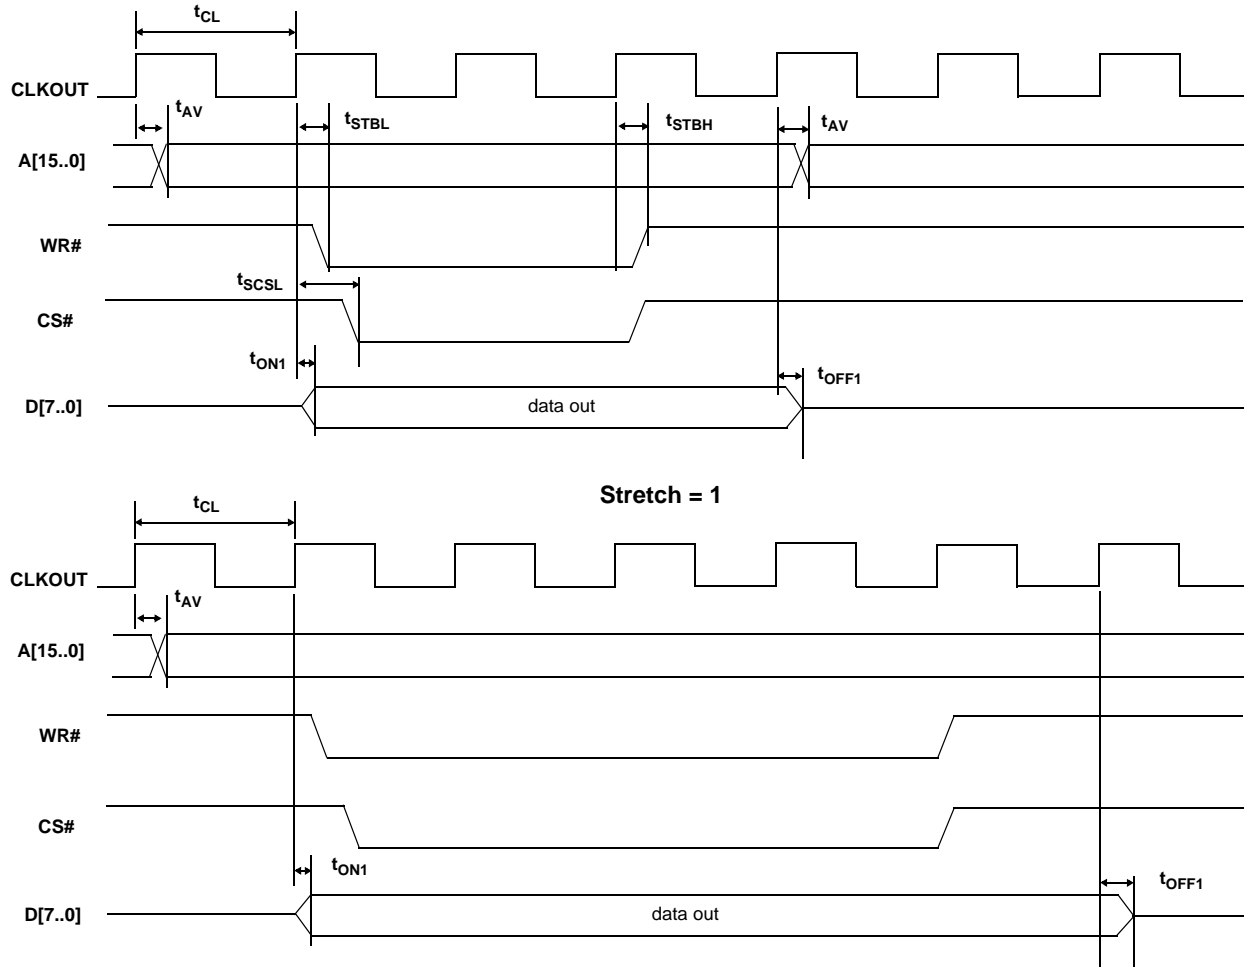 tCL
CLKOUT
tAV
tSTBL
tSTBH
tAV
A[15..0]
WR#
tSCSL
CS#
tON1
tOFF1
D[7..0]
data out
Stretch = 1
tCL
CLKOUT
tAV
A[15..0]
WR#
CS#
tON1
tOFF1
D[7..0]
data out